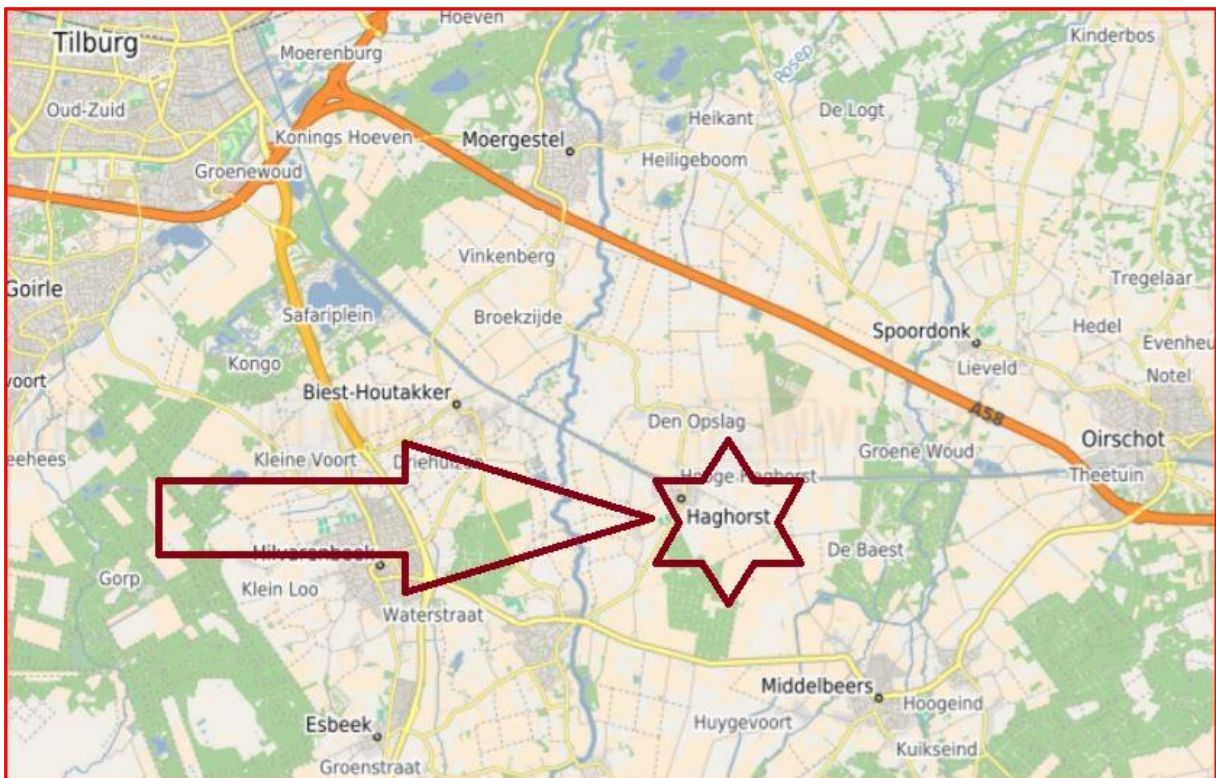 Hoeven
Tilburg
Moerenburg
Kinderbos
Rosep
Oud-Zuid
De Logt
Heikant
Konings Hoeven
Moergestel
Heiligeboom
Groenewoud
Vinkenberg
Tregelaar
Goirle
Safariplein
Broekzijde
Spoordonk
Hedel
Evenheu
Kongo
Lieveld
Notel
voort
Biest-Houtakker
Den Opslag
A58
Oirschot
eehees
Kleine Voort
Driehuizen
Groene Woud
Hooge Haghorst
Theetuin
Haghorst
De Baest
Hilvarenbeek
Gorp
Klein Loo
Waterstraat
Middelbeers
Hoogeind
Esbeek
Huygevoort
Kuikseind
Groenstraat